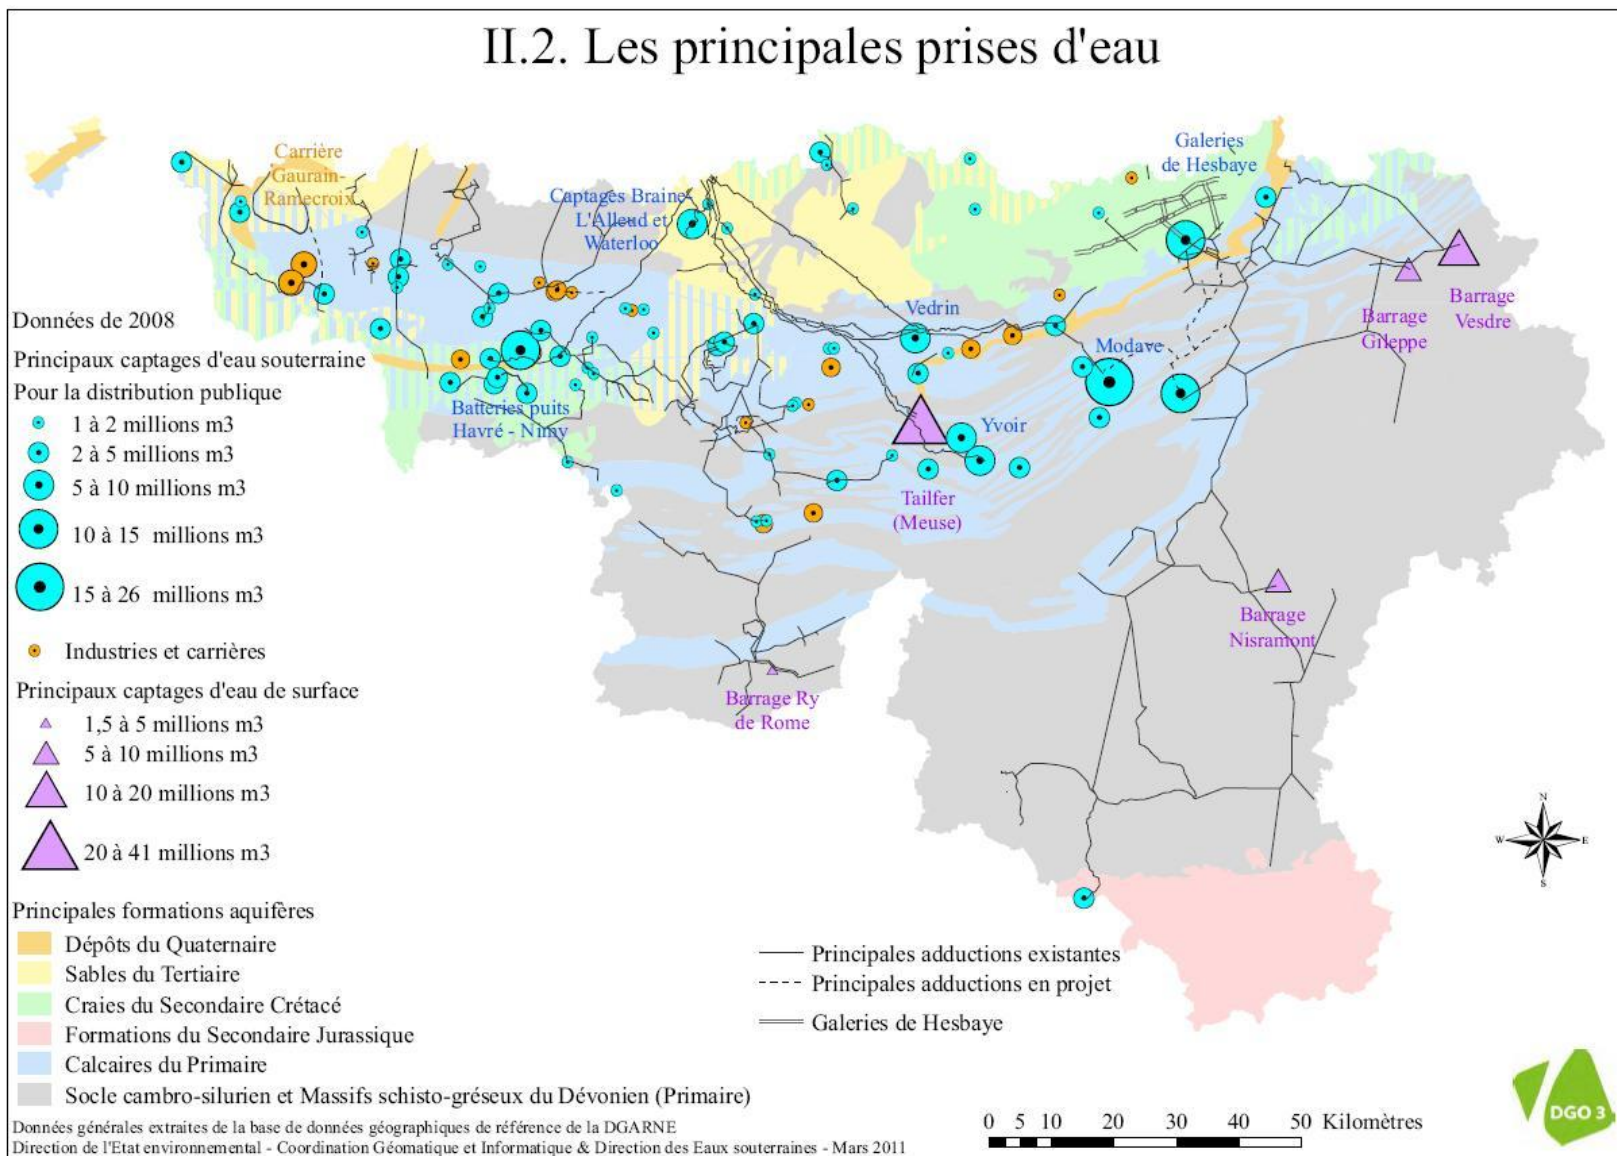 II.2. Les principales prises d'eau
Carrière
Gaurain-
Ramecroix
Captages Braine-
L'Alleud et
Waterloo
Galeries
de Hesbaye
Vedrin
Modave
Barrage
Vesdre
Barrage
Gileppe
Batteries puits
Havré - Nimy
Yvoir
Tailfer
(Meuse)
Barrage
Nisramont
Barrage Ry
de Rome
Données de 2008
Principaux captages d'eau souterraine
Pour la distribution publique
1 à 2 millions m3
2 à 5 millions m3
5 à 10 millions m3
10 à 15 millions m3
15 à 26 millions m3
Industries et carrières
Principaux captages d'eau de surface
1,5 à 5 millions m3
5 à 10 millions m3
10 à 20 millions m3
20 à 41 millions m3
Principales formations aquifères
Dépôts du Quaternaire
Sables du Tertiaire
Craies du Secondaire Crétacé
Formations du Secondaire Jurassique
Calcaires du Primaire
Socle cambro-silurien et Massifs schisto-gréseux du Dévonien (Primaire)
Principales adductions existantes
Principales adductions en projet
Galeries de Hesbaye
N
W E
S
0 5 10 20 30 40 50 Kilomètres
DGO 3
Données générales extraites de la base de données géographiques de référence de la DGARNE
Direction de l'Etat environnemental - Coordination Géomatique et Informatique & Direction des Eaux souterraines - Mars 2011